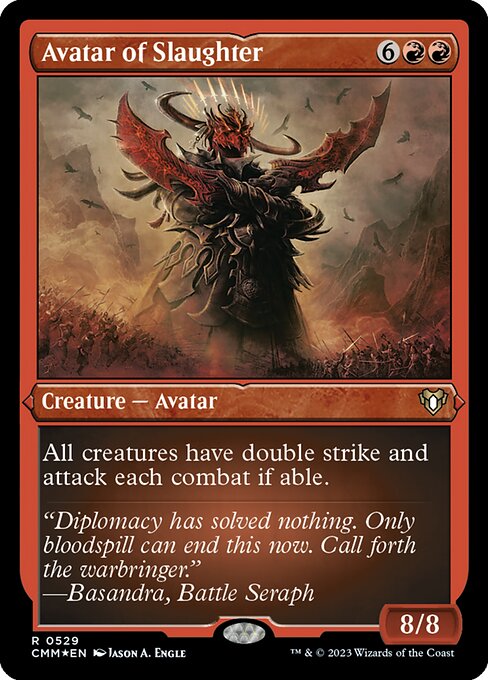 Avatar of Slaughter 6
Creature — Avatar
All creatures have double strike and
attack each combat if able.
“Diplomacy has solved nothing. Only
bloodspill can end this now. Call forth
the warbringer.”
—Basandra, Battle Seraph
8/8
R 0529
CMM★EN Jason A. Engle
™ & © 2023 Wizards of the Coast